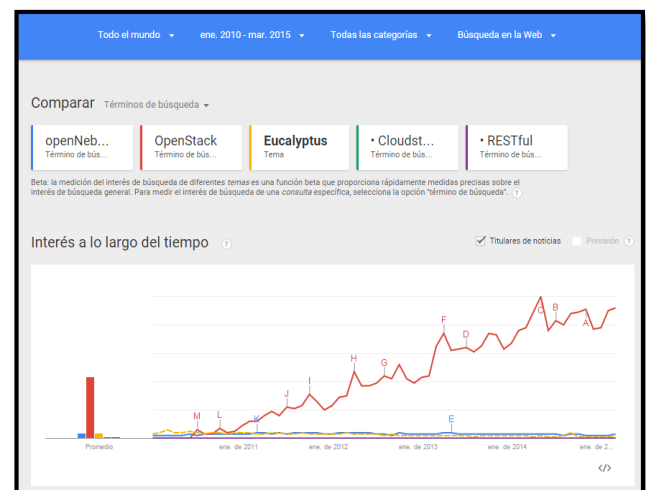 Todo el mundo ene. 2010 - mar. 2015 Todas las categorías Búsqueda en la Web
Comparar Términos de búsqueda
openNeb... OpenStack Eucalyptus • Cloudst... • RESTful
Término de bús... Término de bús... Tema Término de bús... Término de bús...
Beta: la medición del interés de búsqueda de diferentes temas es una función beta que proporciona rápidamente medidas precisas sobre el
interés de búsqueda general. Para medir el interés de búsqueda de una consulta específica, selecciona la opción "término de búsqueda". ?
Interés a lo largo del tiempo ? Titulares de noticias Previsión ?
C B
F A
D
H G
I
J
M L K E
Promedio ene. de 2011 ene. de 2012 ene. de 2013 ene. de 2014 ene. de 2...
</>